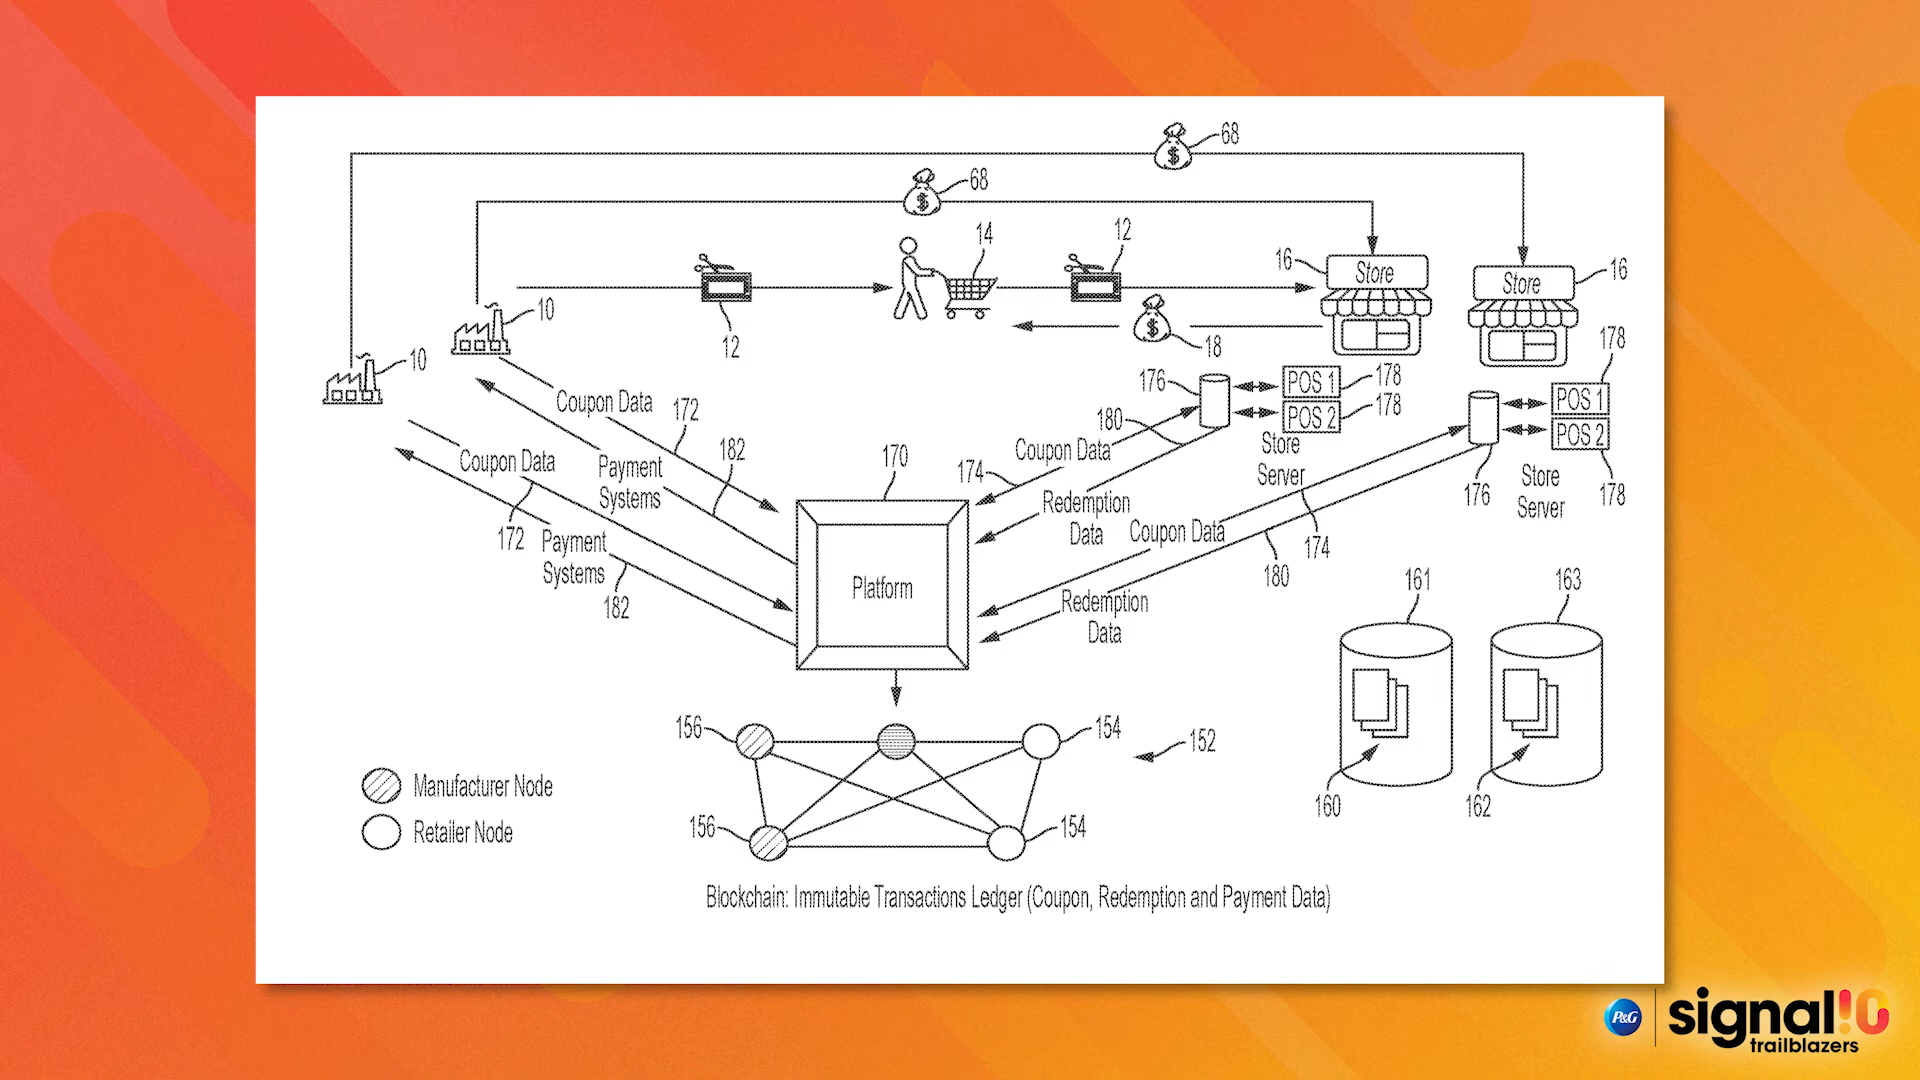 68
68
14
12
16
Store
Store
16
10
12
18
10
Coupon Data
172
182
Coupon Data
Payment
Systems
172
Payment
Systems
182
170
Platform
176
POS 1
178
POS 2
178
180
Coupon Data
174
Store
Server
Redemption
Data
Coupon Data
174
180
Redemption
Data
178
POS 1
POS 2
176
Store
Server
178
161
163
160
162
156
154
152
156
154
Manufacturer Node
Retailer Node
Blockchain: Immutable Transactions Ledger (Coupon, Redemption and Payment Data)
P&G
signal!0
trailblazers